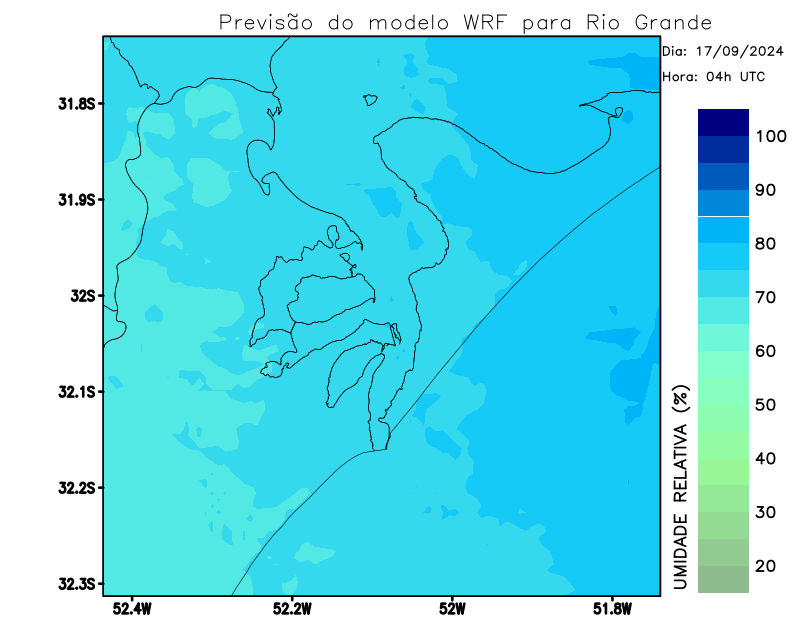 Previsão do modelo WRF para Rio Grande
Dia: 17/09/2024
Hora: 04h UTC
31.8S
31.9S
32S
32.1S
32.2S
32.3S
52.4W
52.2W
52W
51.8W
100
90
80
70
60
50
40
30
20
UMIDADE RELATIVA (%)